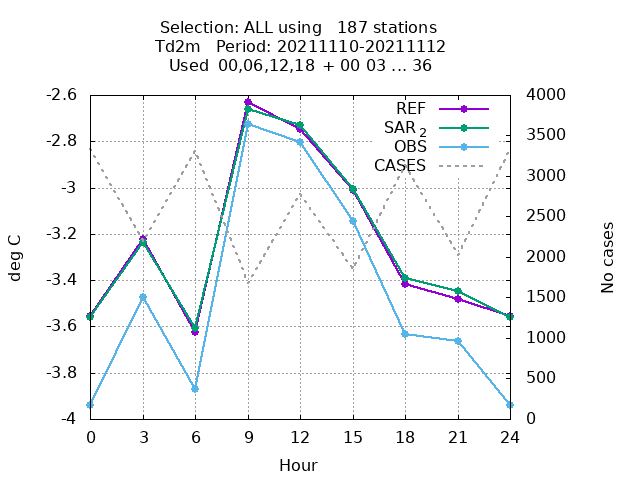 Selection: ALL using   187 stations
Td2m   Period: 20211110-20211112
Used  00,06,12,18 + 00 03 ... 36
-2.6
-2.8
-3
-3.2
-3.4
-3.6
-3.8
-4
deg C
REF
SAR 2
OBS
CASES
4000
3500
3000
2500
2000
1500
1000
500
0
No cases
0 3 6 9 12 15 18 21 24
Hour